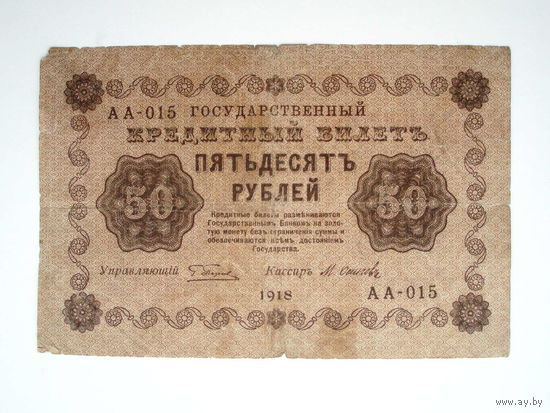 АА-015 ГОСУДАРСТВЕННЫЙ
КРЕДИТНЫЙ БИЛЕТЪ
ПЯТЬДЕСЯТЪ
РУБЛЕЙ
50
50
Кредитные билеты размѣниваются
Государственнымъ Банкомъ на золо-
тую монету безъ ограниченія суммы и
обезпечиваются всѣмъ достояніемъ
Государства.
Управляющій
Кассиръ М. Осипов
1918
АА-015
www.ay.by